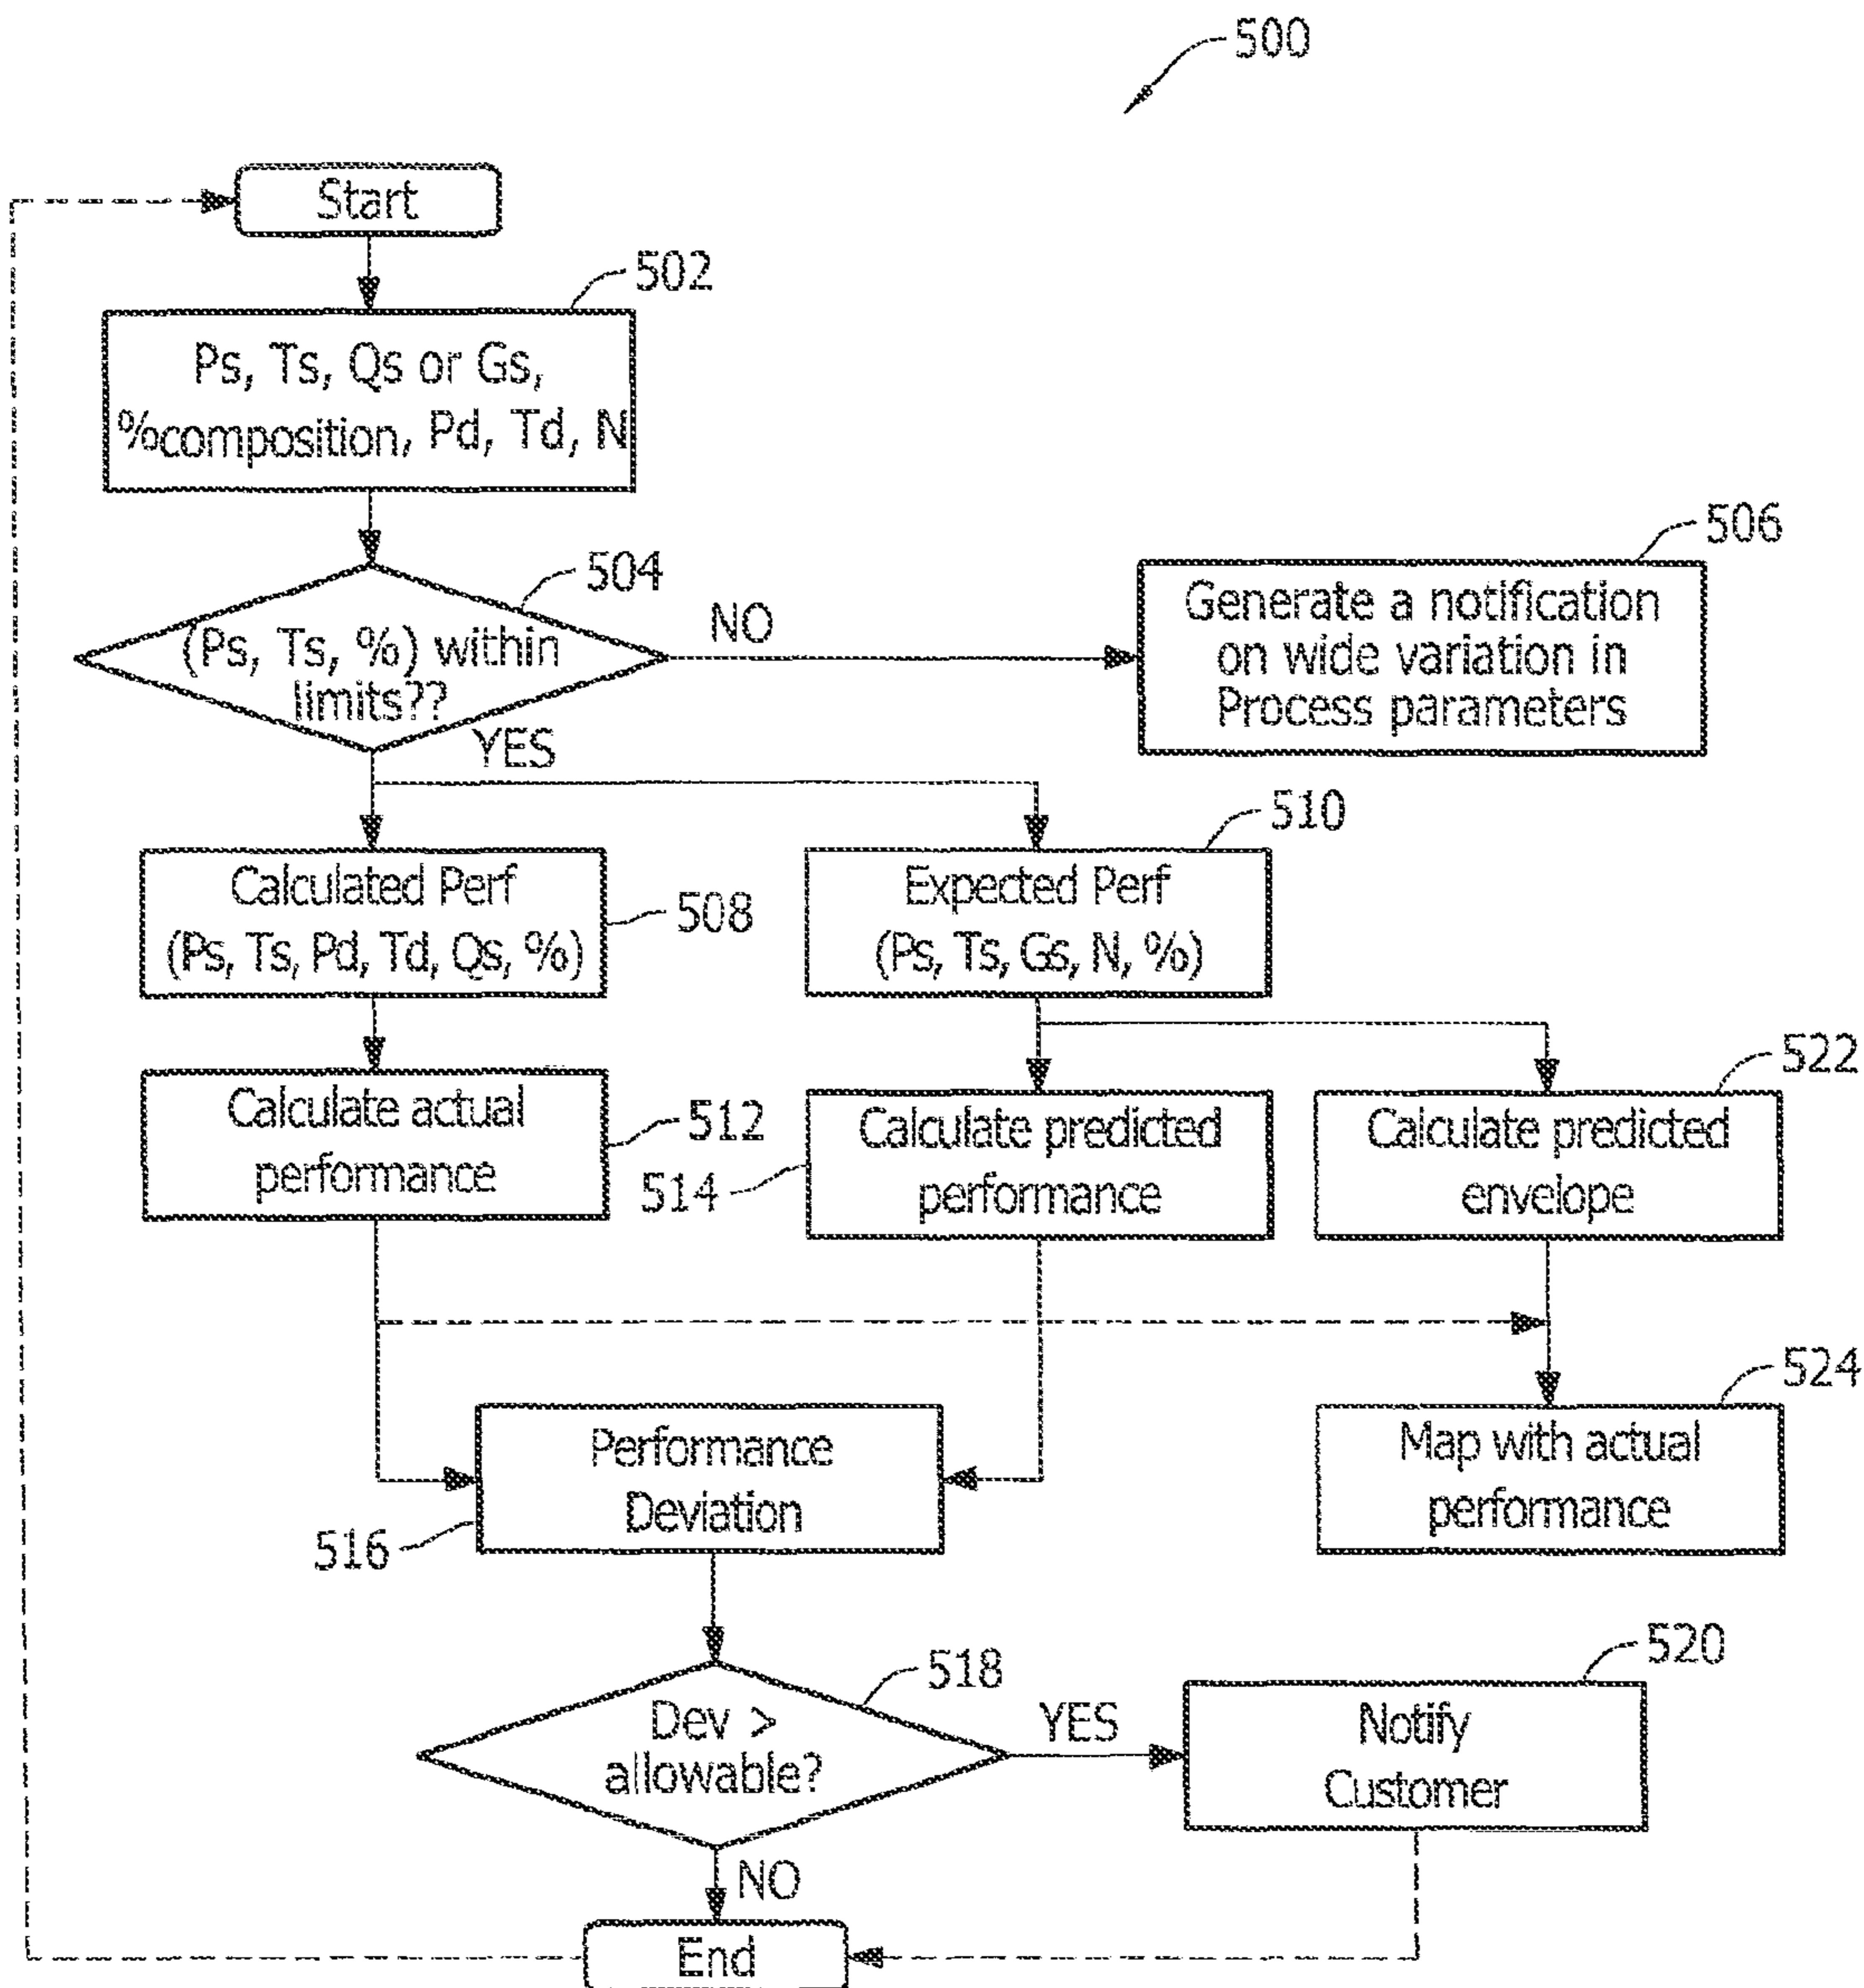 500
Start
502
Ps, Ts, Qs or Gs,
%composition, Pd, Td, N
504
(Ps, Ts, %) within
limits??
NO
506
Generate a notification
on wide variation in
Process parameters
YES
508
Calculated Perf
(Ps, Ts, Pd, Td, Qs, %)
510
Expected Perf
(Ps, Ts, Gs, N, %)
512
Calculate actual
performance
514
Calculate predicted
performance
522
Calculate predicted
envelope
516
Performance
Deviation
524
Map with actual
performance
518
Dev >
allowable?
YES
520
Notify
Customer
NO
End